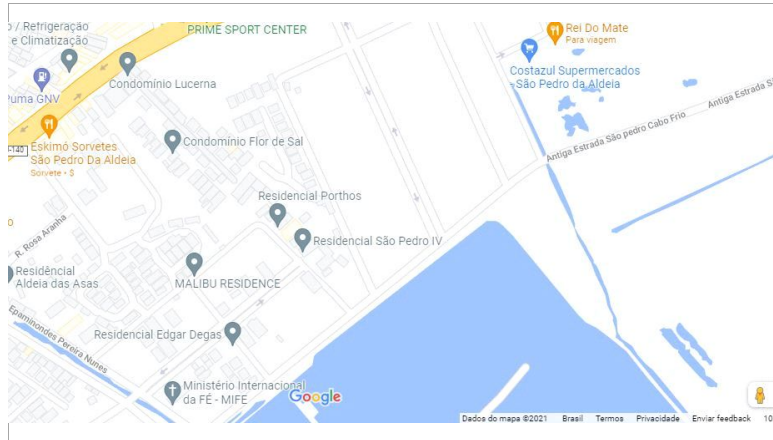 o / Refrigeração
e Climatização
PRIME SPORT CENTER
Rei Do Mate
Para viagem
Costazul Supermercados
- São Pedro da Aldeia
Puma GNV
Condomínio Lucerna
Antiga Estrada São pedro Cabo Frio
Antiga Estrada S
-140
Eskimó Sorvetes
São Pedro Da Aldeia
Sorvete • $
Condomínio Flor de Sal
Residencial Porthos
R. Rosa Aranha
o
Residencial São Pedro IV
Residêncial
Aldeia das Asas
MALIBU RESIDENCE
Epaminondes Pereira Nunes
Residencial Edgar Degas
Ministério Internacional
da FÉ - MIFE
Google
Dados do mapa ©2021 Brasil Termos Privacidade Enviar feedback 10